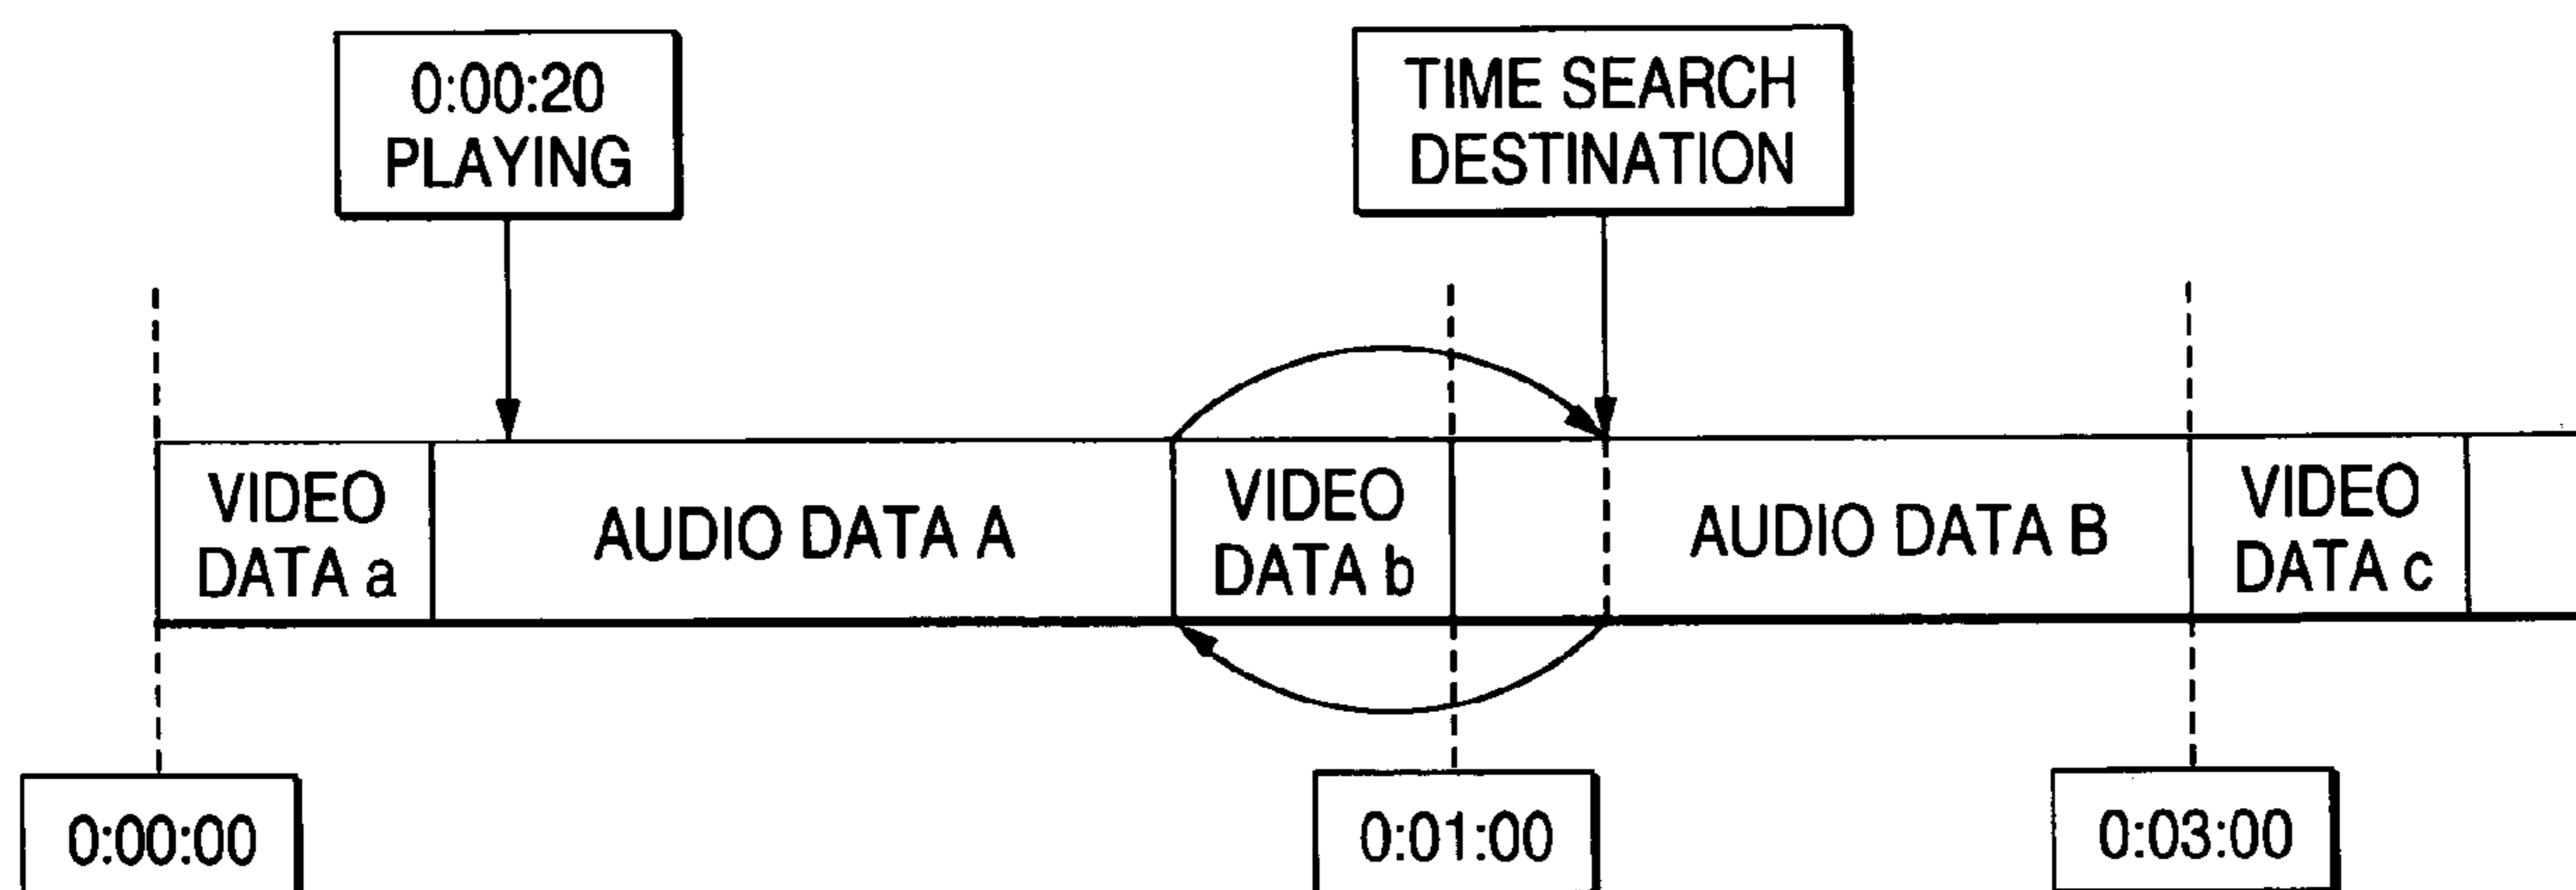 0:00:20
PLAYING
TIME SEARCH
DESTINATION
VIDEO
DATA a
AUDIO DATA A
VIDEO
DATA b
AUDIO DATA B
VIDEO
DATA c
0:00:00
0:01:00
0:03:00